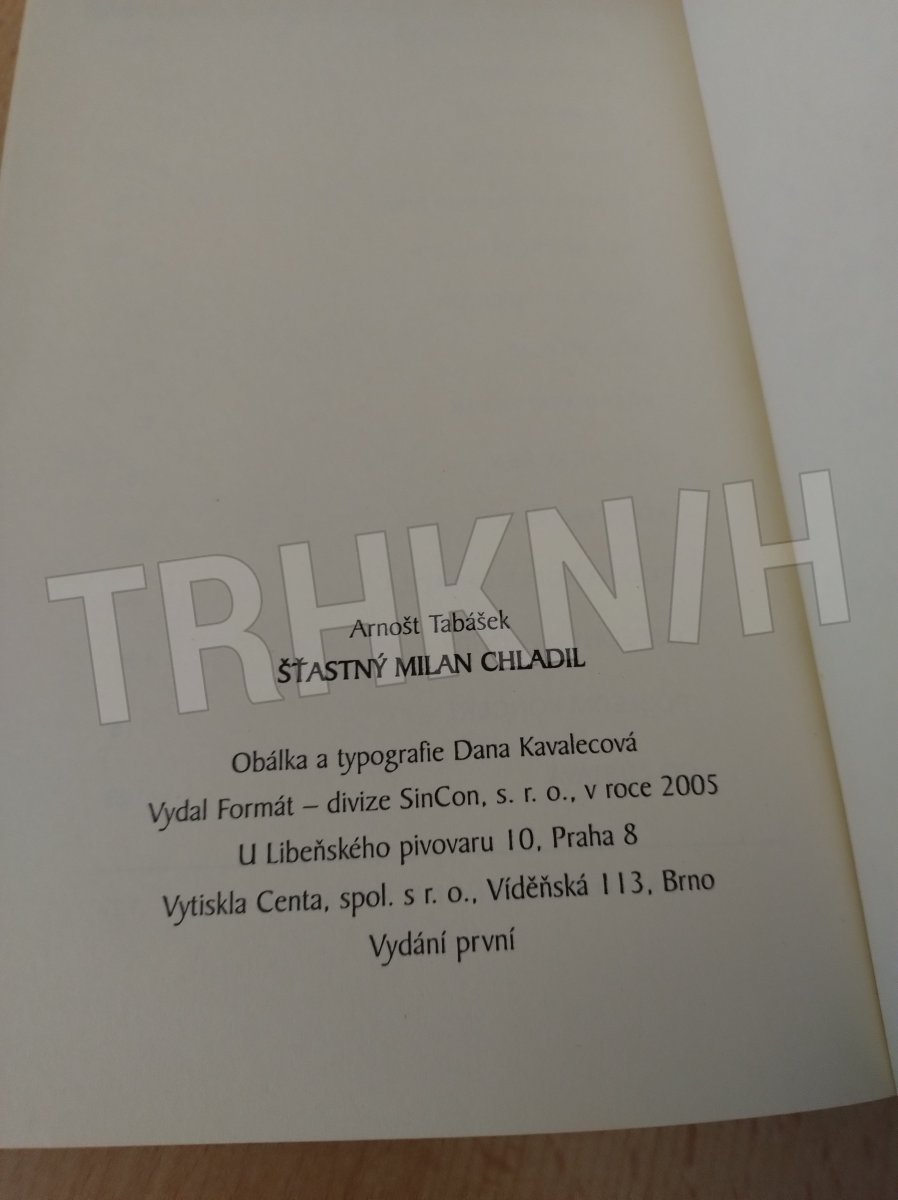 TRHKNIH
Arnošt Tabášek
ŠŤASTNÝ MILAN CHLADIL
Obálka a typografie Dana Kavalecová
Vydal Formát – divize SinCon, s. r. o., v roce 2005
U Libeňského pivovaru 10, Praha 8
Vytiskla Centa, spol. s r. o., Víděňská 113, Brno
Vydání první